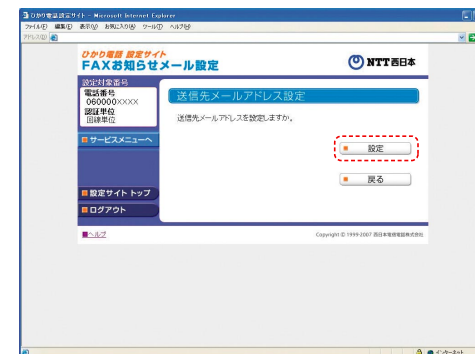 ひかり電話設定サイト - Microsoft Internet Explorer
ファイル(F) 編集(E) 表示(V) お気に入り(A) ツール(T) ヘルプ(H)
アドレス(D)
ひかり電話 設定サイト
FAXお知らせメール設定
NTT西日本
設定対象番号
電話番号
060000××××
認証単位
回線単位
サービスメニューへ
設定サイト トップ
ログアウト
送信先メールアドレス設定
送信先メールアドレスを設定しますか。
設定
戻る
ヘルプ
Copyright © 1999-2007 西日本電信電話株式会社
インターネット